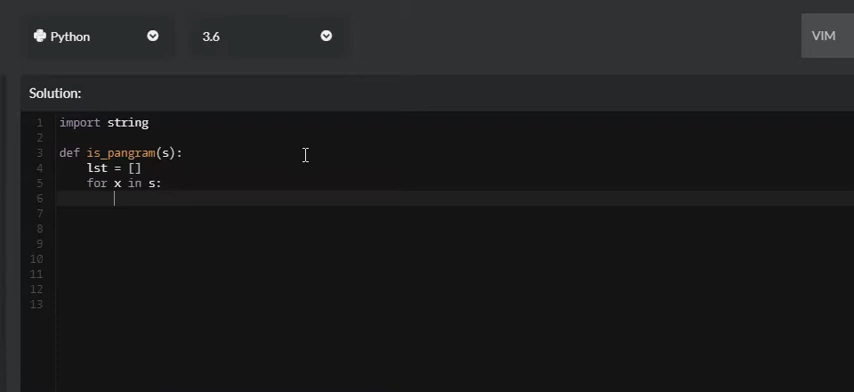 Python
3.6
VIM
Solution:
1 import string
2
3 def is_pangram(s):
4     lst = []
5     for x in s:
6
7
8
9
10
11
12
13